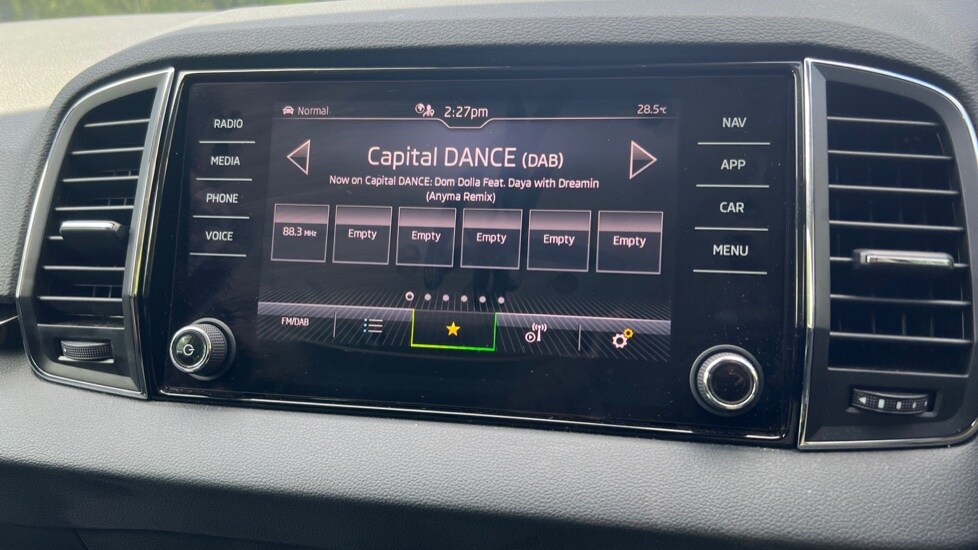 Normal
2:27pm
28.5°C
RADIO
MEDIA
PHONE
VOICE
Capital DANCE (DAB)
Now on Capital DANCE: Dom Dolla Feat. Daya with Dreamin
(Anyma Remix)
88.3 MHz
Empty
Empty
Empty
Empty
Empty
FM/DAB
NAV
APP
CAR
MENU